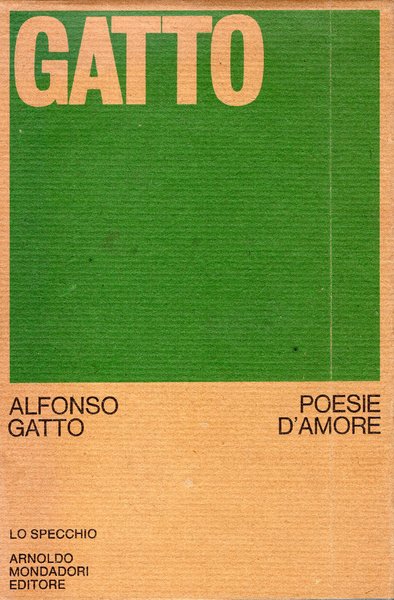 GATTO
ALFONSO
GATTO
POESIE
D'AMORE
LO SPECCHIO
ARNOLDO
MONDADORI
EDITORE